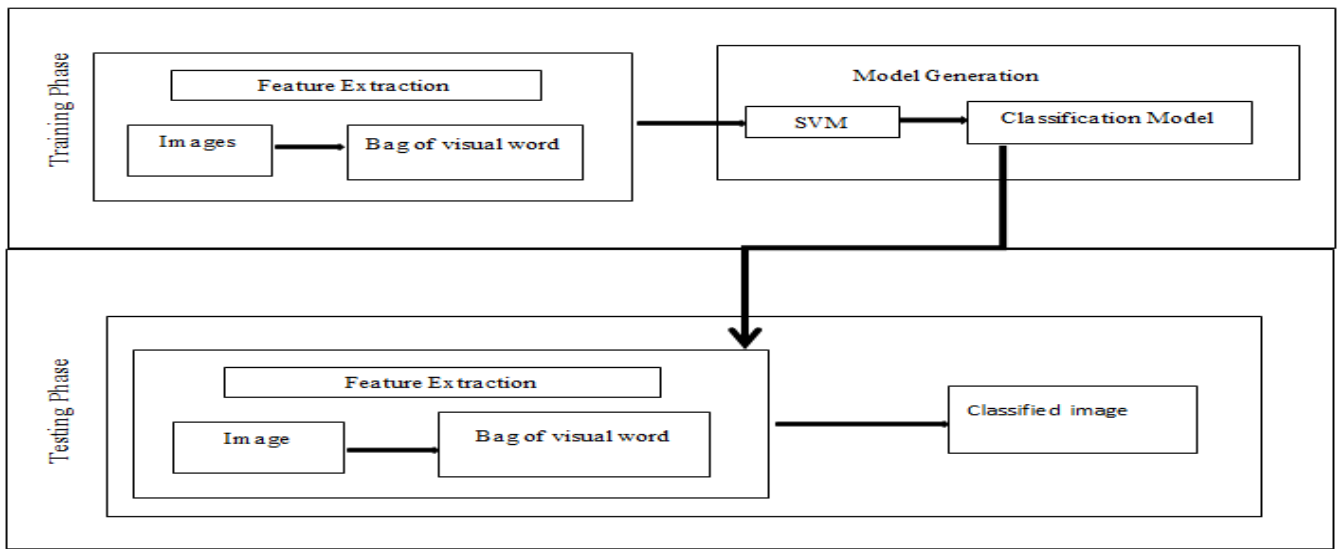 Training Phase
Feature Extraction
Images
Bag of visual word
Model Generation
SVM
Classification Model
Testing Phase
Feature Extraction
Image
Bag of visual word
Classified image